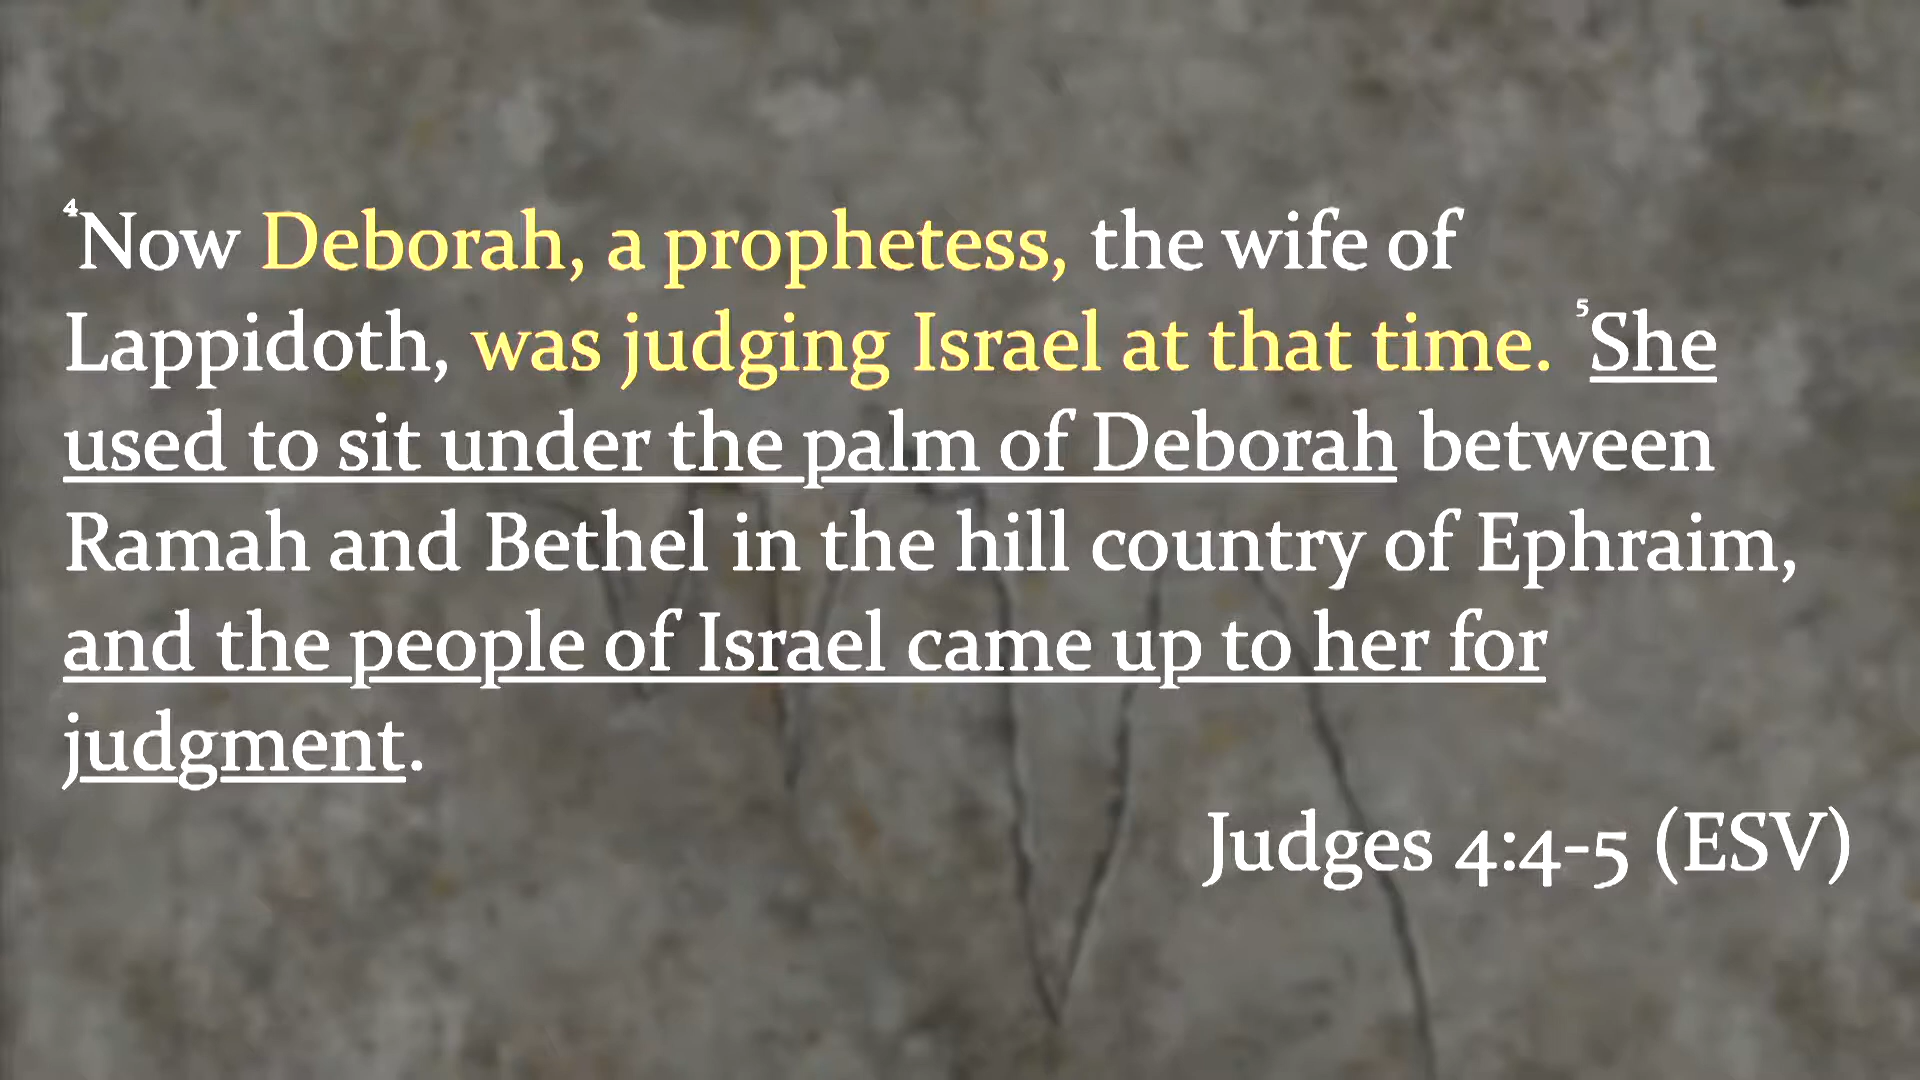 ⁴Now Deborah, a prophetess, the wife of
Lappidoth, was judging Israel at that time. ⁵She
used to sit under the palm of Deborah between
Ramah and Bethel in the hill country of Ephraim,
and the people of Israel came up to her for
judgment.
Judges 4:4-5 (ESV)